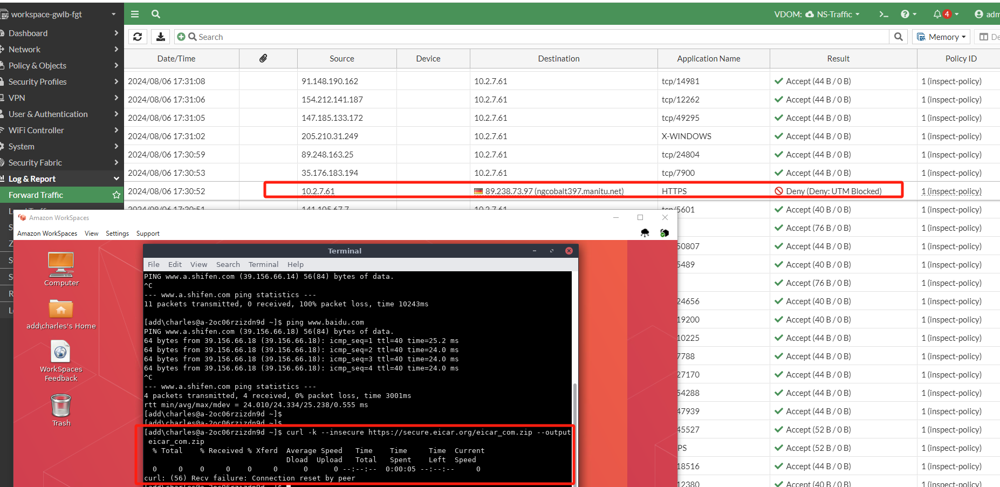 workspace-gwlb-fgt
VDOM: NS-Traffic
>_
4
adm
Dashboard
Network
Policy & Objects
Security Profiles
VPN
User & Authentication
WiFi Controller
System
Security Fabric
Log & Report
Forward Traffic
Search
Memory
De
Date/Time Source Device Destination Application Name Result Policy ID
2024/08/06 17:31:08 91.148.190.162 10.2.7.61 tcp/14981 Accept (44 B / 0 B) 1 (inspect-policy)
2024/08/06 17:31:06 154.212.141.187 10.2.7.61 tcp/12262 Accept (44 B / 0 B) 1 (inspect-policy)
2024/08/06 17:31:05 147.185.133.172 10.2.7.61 tcp/49295 Accept (44 B / 0 B) 1 (inspect-policy)
2024/08/06 17:31:02 205.210.31.249 10.2.7.61 X-WINDOWS Accept (44 B / 0 B) 1 (inspect-policy)
2024/08/06 17:30:59 89.248.163.25 10.2.7.61 tcp/24804 Accept (44 B / 0 B) 1 (inspect-policy)
2024/08/06 17:30:53 35.176.183.194 10.2.7.61 tcp/7900 Accept (44 B / 0 B) 1 (inspect-policy)
2024/08/06 17:30:52 10.2.7.61 89.238.73.97 (ngcobalt397.manitu.net) HTTPS Deny (Deny: UTM Blocked) 1 (inspect-policy)
2024/08/06 17:30:51 141.105.67.7 10.2.7.61 tcp/5601 Accept (40 B / 0 B) 1 (inspect-policy)
Accept (76 B / 0 B) 1 (inspect-policy)
50807 Accept (44 B / 0 B) 1 (inspect-policy)
5489 Accept (40 B / 0 B) 1 (inspect-policy)
Accept (76 B / 0 B) 1 (inspect-policy)
24656 Accept (40 B / 0 B) 1 (inspect-policy)
19200 Accept (40 B / 0 B) 1 (inspect-policy)
10225 Accept (44 B / 0 B) 1 (inspect-policy)
7788 Accept (44 B / 0 B) 1 (inspect-policy)
27170 Accept (44 B / 0 B) 1 (inspect-policy)
54288 Accept (44 B / 0 B) 1 (inspect-policy)
47939 Accept (44 B / 0 B) 1 (inspect-policy)
45527 Accept (52 B / 0 B) 1 (inspect-policy)
PS Accept (52 B / 0 B) 1 (inspect-policy)
18516 Accept (44 B / 0 B) 1 (inspect-policy)
12380 Accept (40 B / 0 B) 1 (inspect-policy)
Amazon WorkSpaces
Amazon WorkSpaces View Settings Support
Computer
add\charles's Home
WorkSpaces
Feedback
Trash
Terminal
File Edit View Search Terminal Help
PING www.a.shifen.com (39.156.66.14) 56(84) bytes of data.
^C
--- www.a.shifen.com ping statistics ---
11 packets transmitted, 0 received, 100% packet loss, time 10243ms
[add\charles@a-2oc06rzizdn9d ~]$ ping www.baidu.com
PING www.a.shifen.com (39.156.66.18) 56(84) bytes of data.
64 bytes from 39.156.66.18 (39.156.66.18): icmp_seq=1 ttl=40 time=25.2 ms
64 bytes from 39.156.66.18 (39.156.66.18): icmp_seq=2 ttl=40 time=24.0 ms
64 bytes from 39.156.66.18 (39.156.66.18): icmp_seq=3 ttl=40 time=24.0 ms
64 bytes from 39.156.66.18 (39.156.66.18): icmp_seq=4 ttl=40 time=24.0 ms
^C
--- www.a.shifen.com ping statistics ---
4 packets transmitted, 4 received, 0% packet loss, time 3001ms
rtt min/avg/max/mdev = 24.010/24.334/25.238/0.555 ms
[add\charles@a-2oc06rzizdn9d ~]$
[add\charles@a-2oc06rzizdn9d ~]$
[add\charles@a-2oc06rzizdn9d ~]$ curl -k --insecure https://secure.eicar.org/eicar_com.zip --output
eicar_com.zip
% Total % Received % Xferd Average Speed Time Time Time Current
Dload Upload Total Spent Left Speed
0 0 0 0 0 0 0 0 --:--:-- 0:00:05 --:--:-- 0
curl: (56) Recv failure: Connection reset by peer
[add\charles@a-2oc06rzizdn9d ~]$